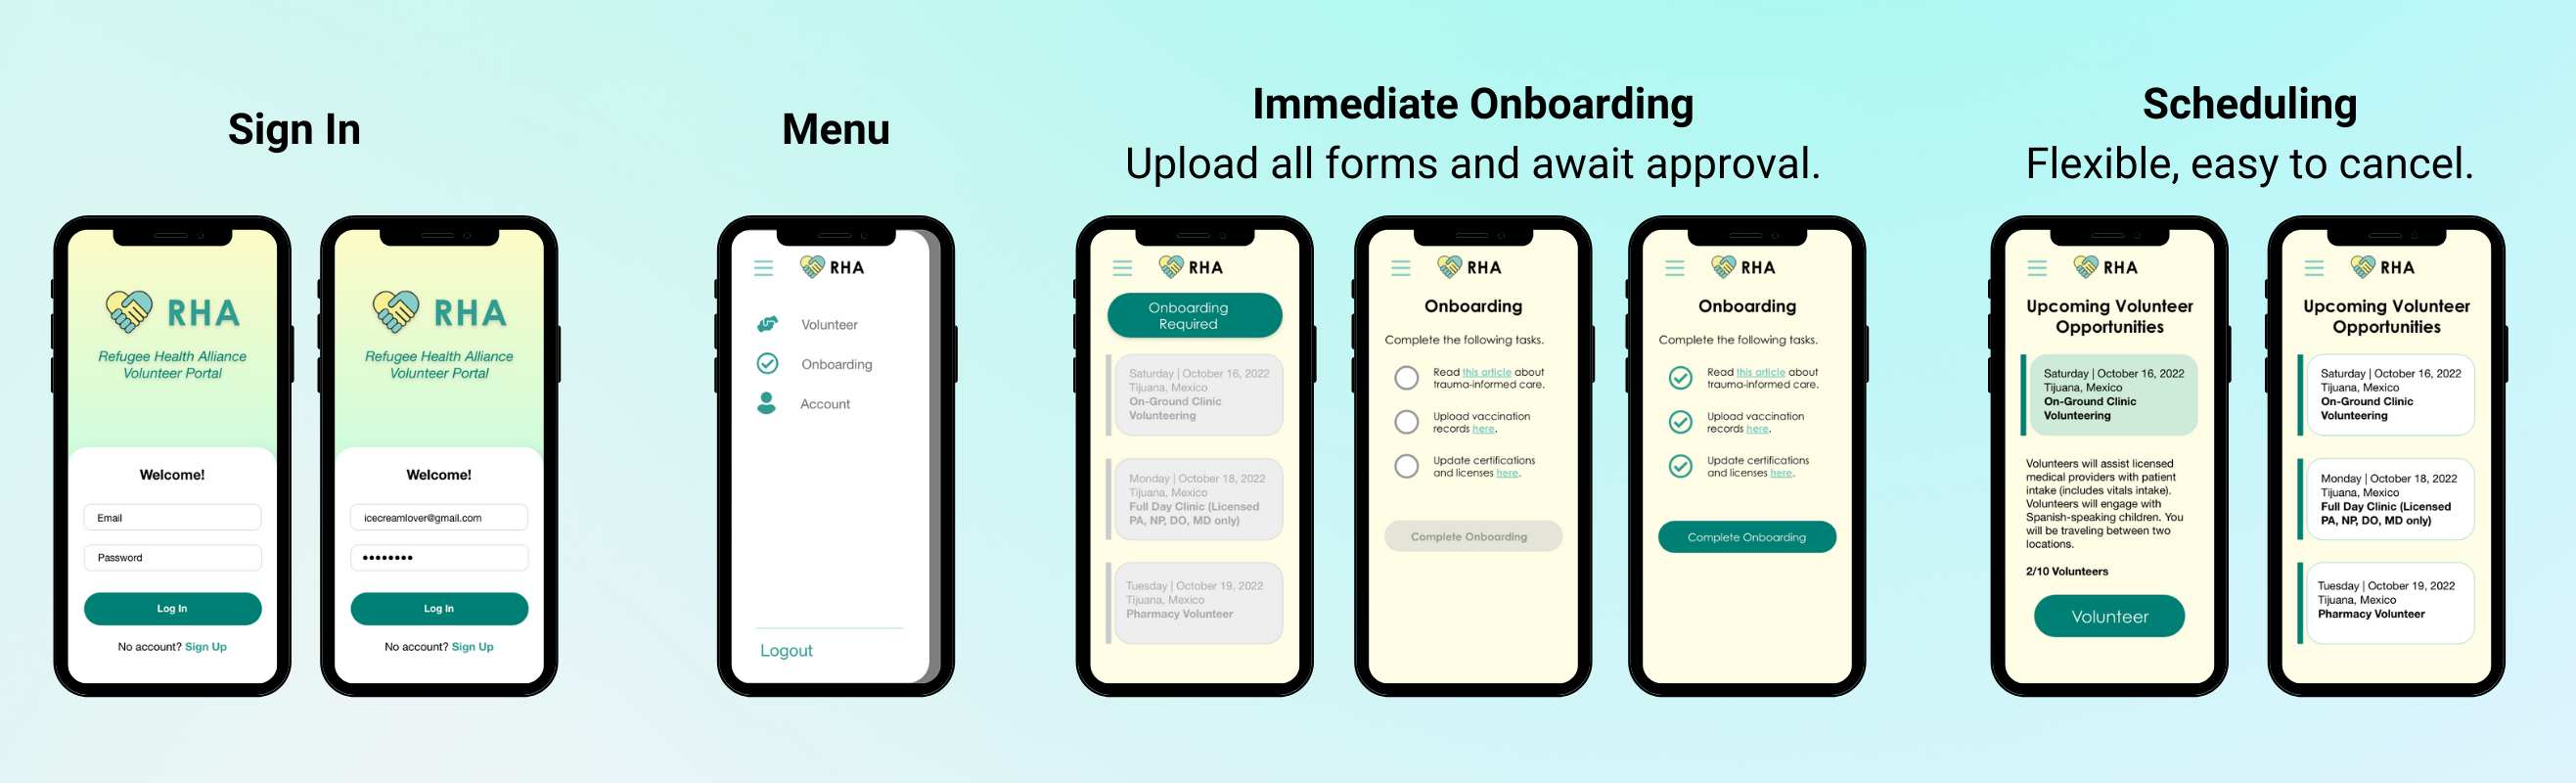 Sign In
RHA
Refugee Health Alliance
Volunteer Portal
Welcome!
Email
Password
Log In
No account? Sign Up
RHA
Refugee Health Alliance
Volunteer Portal
Welcome!
icecreamlover@gmail.com
••••••••
Log In
No account? Sign Up
Menu
RHA
Volunteer
Onboarding
Account
Logout
Immediate Onboarding
Upload all forms and await approval.
RHA
Onboarding
Required
Saturday | October 16, 2022
Tijuana, Mexico
On-Ground Clinic
Volunteering
Monday | October 18, 2022
Tijuana, Mexico
Full Day Clinic (Licensed
PA, NP, DO, MD only)
Tuesday | October 19, 2022
Tijuana, Mexico
Pharmacy Volunteer
RHA
Onboarding
Complete the following tasks.
Read this article about
trauma-informed care.
Upload vaccination
records here.
Update certifications
and licenses here.
Complete Onboarding
RHA
Onboarding
Complete the following tasks.
Read this article about
trauma-informed care.
Upload vaccination
records here.
Update certifications
and licenses here.
Complete Onboarding
Scheduling
Flexible, easy to cancel.
RHA
Upcoming Volunteer
Opportunities
Saturday | October 16, 2022
Tijuana, Mexico
On-Ground Clinic
Volunteering
Volunteers will assist licensed
medical providers with patient
intake (includes vitals intake).
Volunteers will engage with
Spanish-speaking children. You
will be traveling between two
locations.
2/10 Volunteers
Volunteer
RHA
Upcoming Volunteer
Opportunities
Saturday | October 16, 2022
Tijuana, Mexico
On-Ground Clinic
Volunteering
Monday | October 18, 2022
Tijuana, Mexico
Full Day Clinic (Licensed
PA, NP, DO, MD only)
Tuesday | October 19, 2022
Tijuana, Mexico
Pharmacy Volunteer